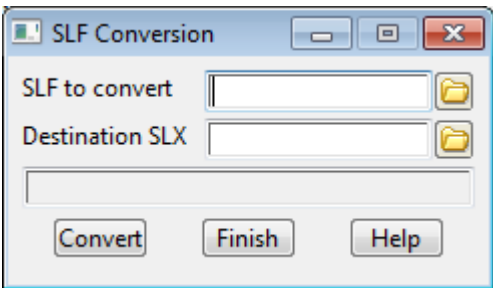 SLF Conversion
SLF to convert
Destination SLX
Convert Finish Help